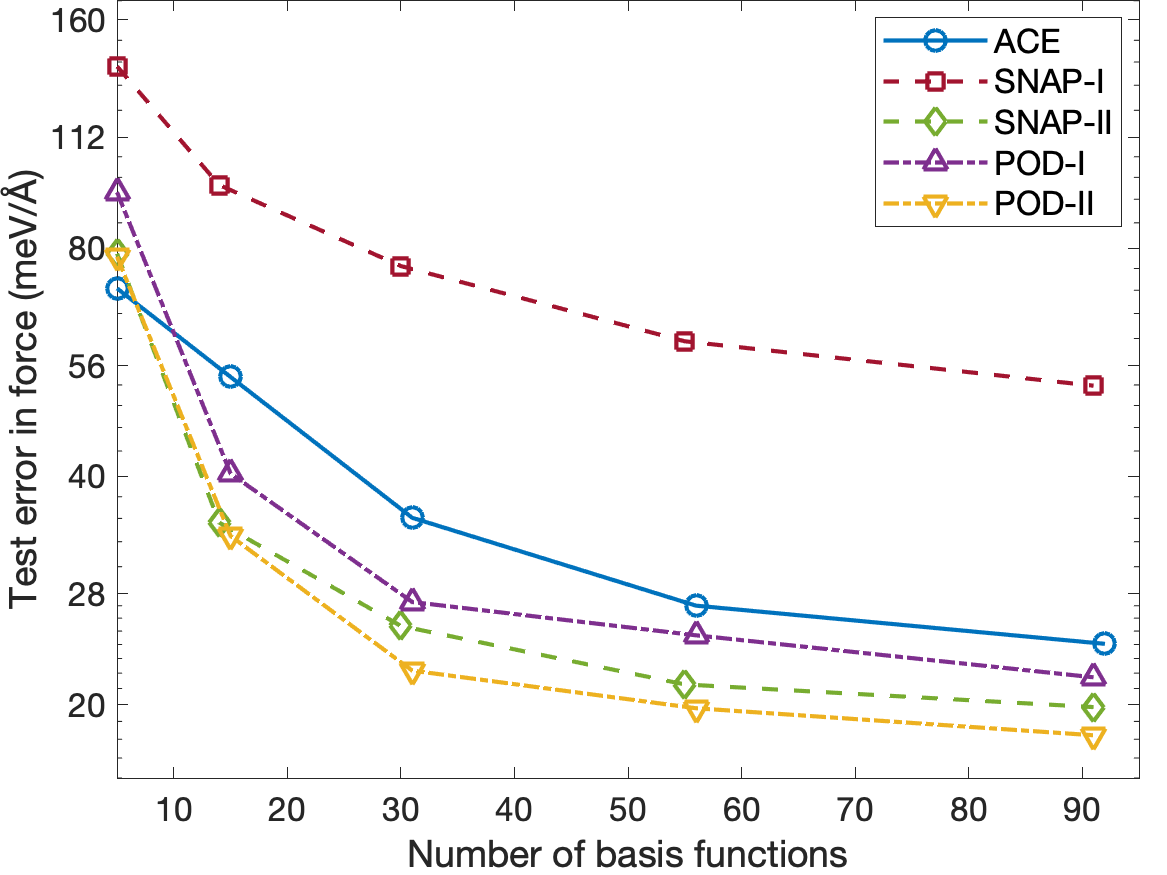 160
112
80
56
40
28
20
Test error in force (meV/Å)
ACE
SNAP-I
SNAP-II
POD-I
POD-II
10 20 30 40 50 60 70 80 90
Number of basis functions